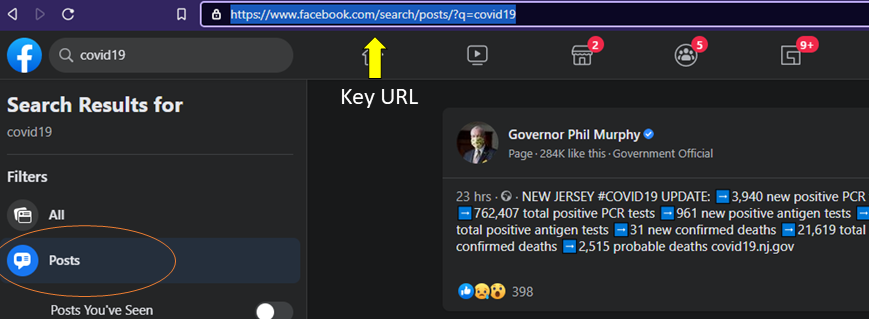 https://www.facebook.com/search/posts/?q=covid19
f
covid19
2
5
9+
Key URL
Search Results for
covid19
Filters
All
Posts
Posts You've Seen
Governor Phil Murphy
Page · 284K like this · Government Official
23 hrs · NEW JERSEY #COVID19 UPDATE: ➡️3,940 new positive PCR
➡️762,407 total positive PCR tests ➡️961 new positive antigen tests ➡️
total positive antigen tests ➡️31 new confirmed deaths ➡️21,619 total
confirmed deaths ➡️2,515 probable deaths covid19.nj.gov
398